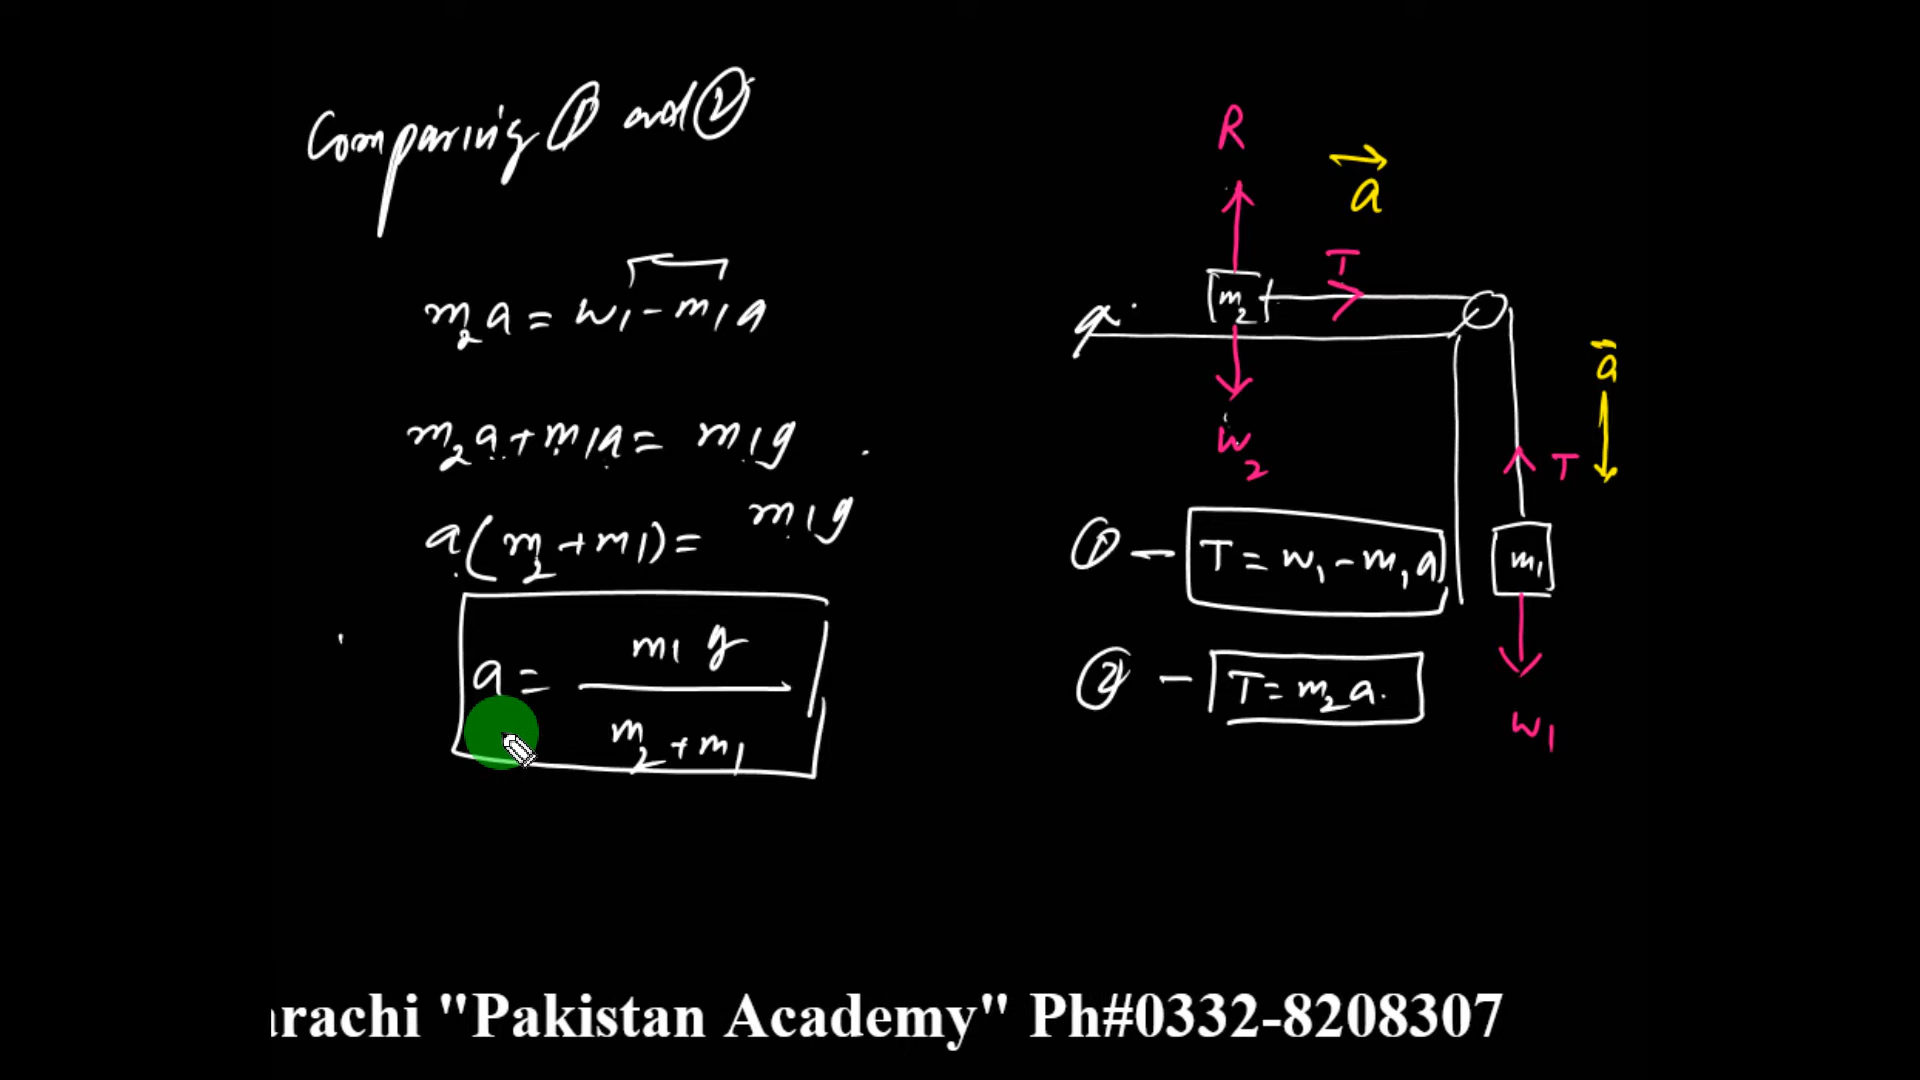 Comparing ① and ②
m₂a = w₁ - m₁a
m₂a + m₁a = m₁g
a(m₂ + m₁) = m₁g
a = m₁g / m₂ + m₁
R
a
T
m₂
a
w₂
T
① - T = w₁ - m₁a
m₁
② - T = m₂a.
w₁
arachi "Pakistan Academy" Ph#0332-8208307